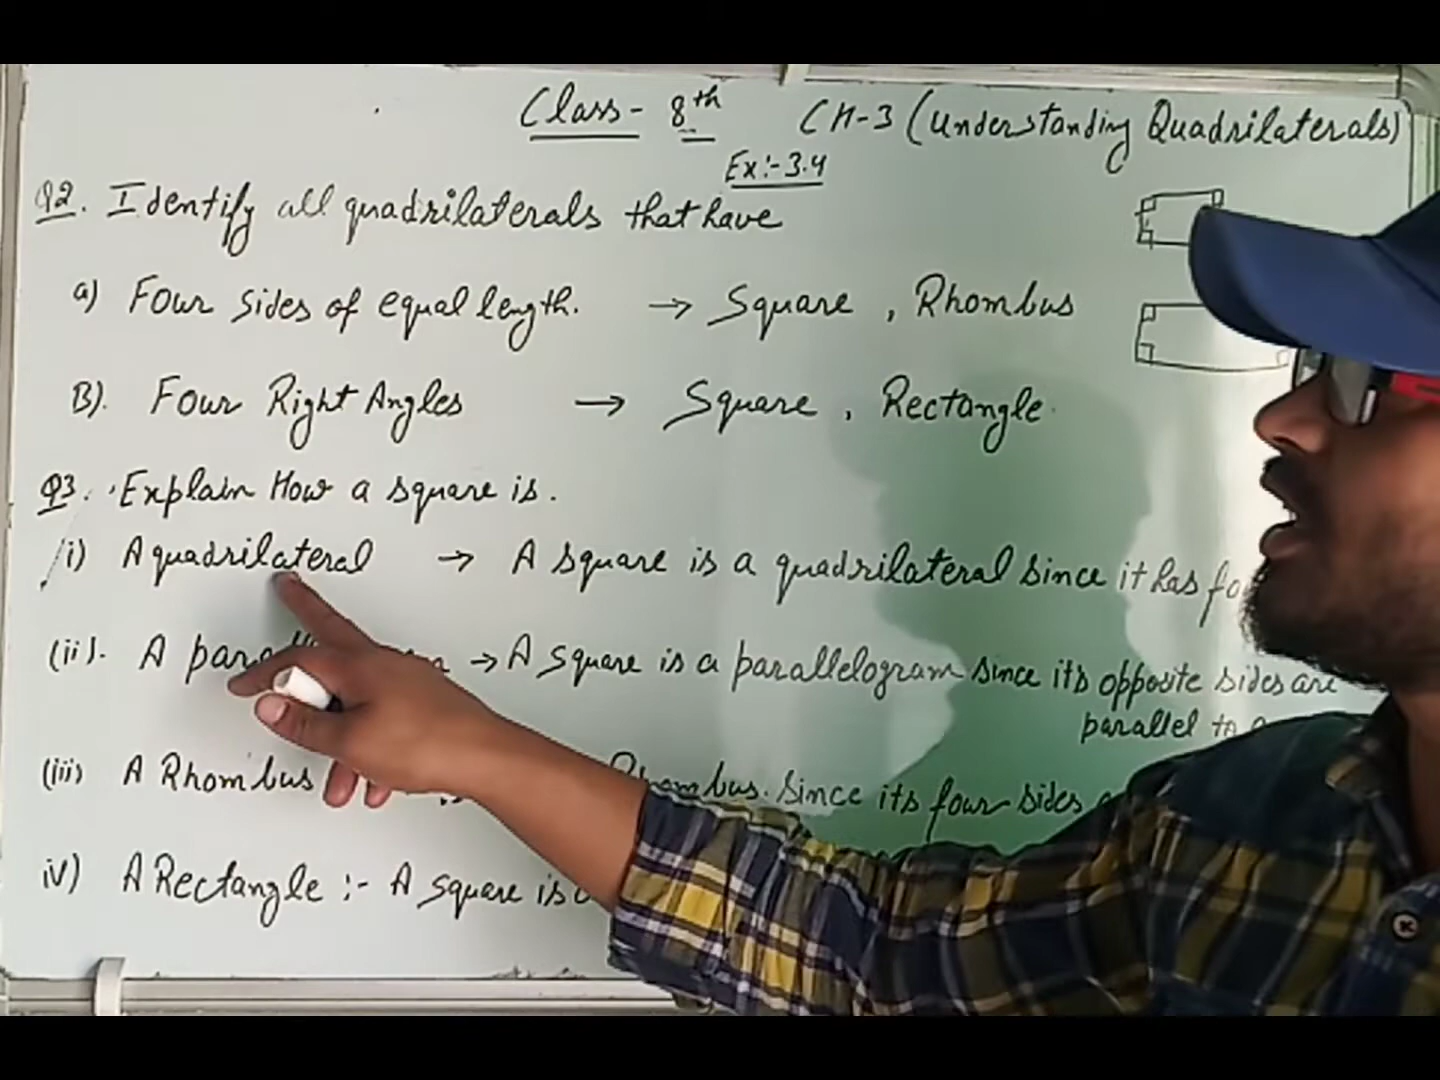 Class- 8th CH-3 (Understanding Quadrilaterals)
Ex:-3.4
Q2. Identify all quadrilaterals that have
a) Four sides of equal length. → Square, Rhombus
B). Four Right Angles → Square, Rectangle.
Q3. Explain How a square is.
i) A quadrilateral → A square is a quadrilateral since it has
(ii). A → A square is a parallelogram since its opposite sides are
parallel to
(iii) A Rhombus Rhombus. Since its four sides
iv) A Rectangle :- A square is